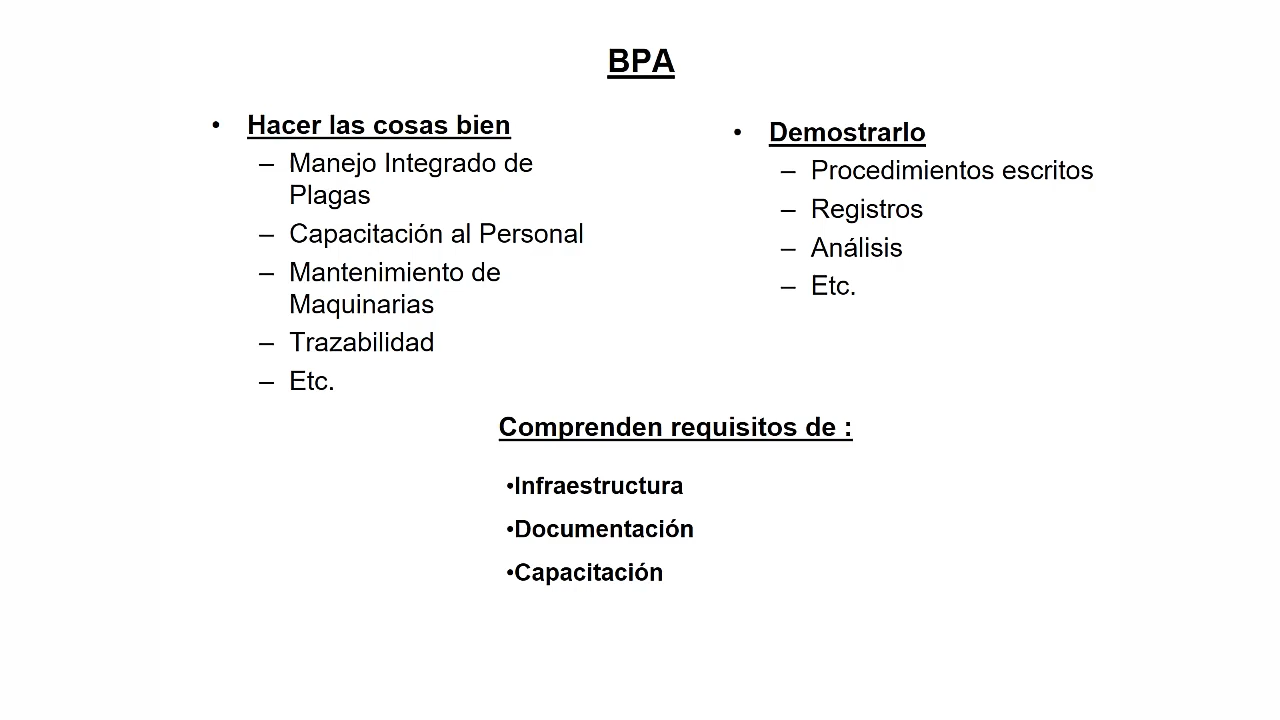 BPA
• Hacer las cosas bien
– Manejo Integrado de
Plagas
– Capacitación al Personal
– Mantenimiento de
Maquinarias
– Trazabilidad
– Etc.
• Demostrarlo
– Procedimientos escritos
– Registros
– Análisis
– Etc.
Comprenden requisitos de :
•Infraestructura
•Documentación
•Capacitación